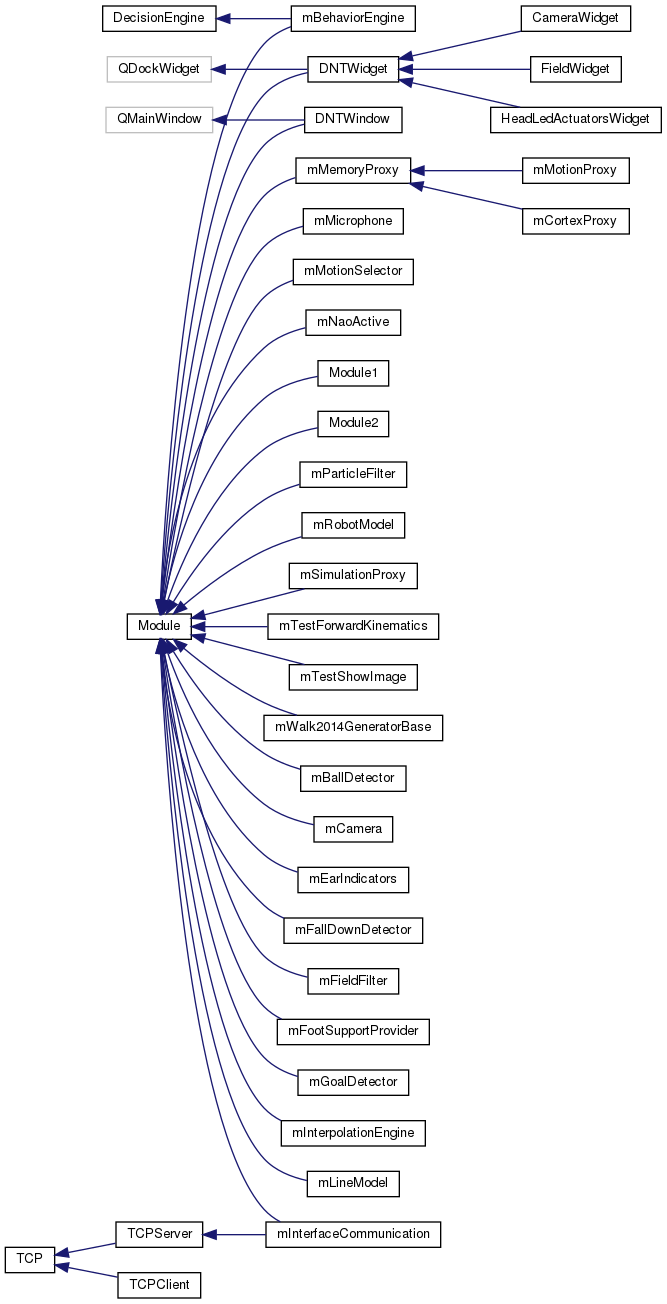 DecisionEngine
mBehaviorEngine
CameraWidget
QDockWidget
DNTWidget
FieldWidget
QMainWindow
DNTWindow
HeadLedActuatorsWidget
mMemoryProxy
mMotionProxy
mMicrophone
mCortexProxy
mMotionSelector
mNaoActive
Module1
Module2
mParticleFilter
mRobotModel
mSimulationProxy
Module
mTestForwardKinematics
mTestShowImage
mWalk2014GeneratorBase
mBallDetector
mCamera
mEarIndicators
mFallDownDetector
mFieldFilter
mFootSupportProvider
mGoalDetector
mInterpolationEngine
mLineModel
TCPServer
mInterfaceCommunication
TCP
TCPClient